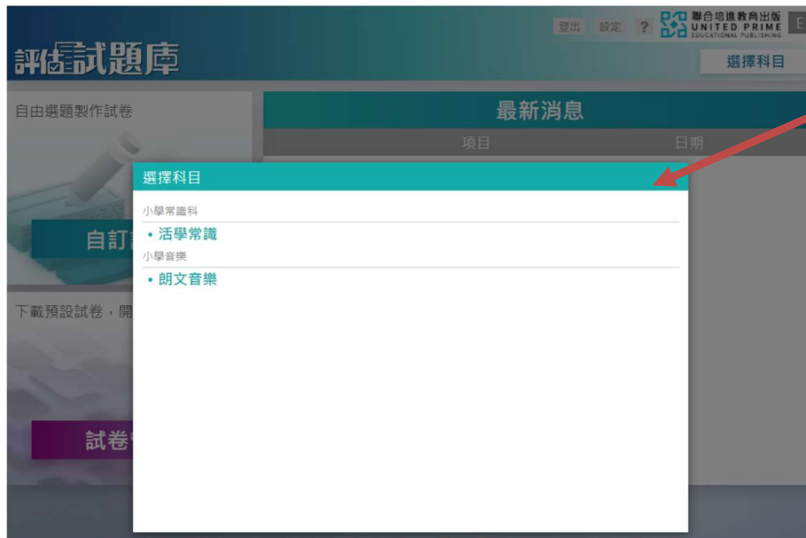 登出 設定 ? 聯合培進教育出版 E
UNITED PRIME
EDUCATIONAL PUBLISHING
評估試題庫
選擇科目
自由選題製作試卷
最新消息
項目 日期
選擇科目
小學常識科
• 活學常識
小學音樂
• 朗文音樂
自訂
下載預設試卷，開
試卷